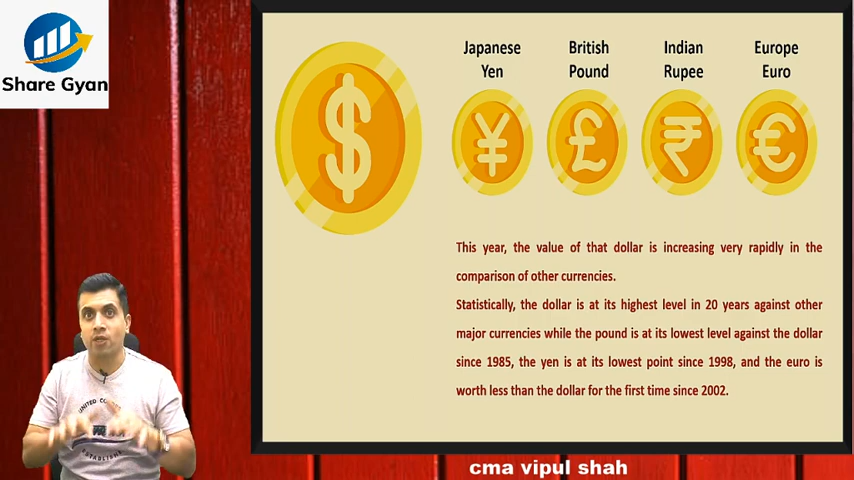 Share Gyan
Japanese
Yen
British
Pound
Indian
Rupee
Europe
Euro
$
¥
£
₹
€
This year, the value of that dollar is increasing very rapidly in the
comparison of other currencies.
Statistically, the dollar is at its highest level in 20 years against other
major currencies while the pound is at its lowest level against the dollar
since 1985, the yen is at its lowest point since 1998, and the euro is
worth less than the dollar for the first time since 2002.
UNITED
cma vipul shah